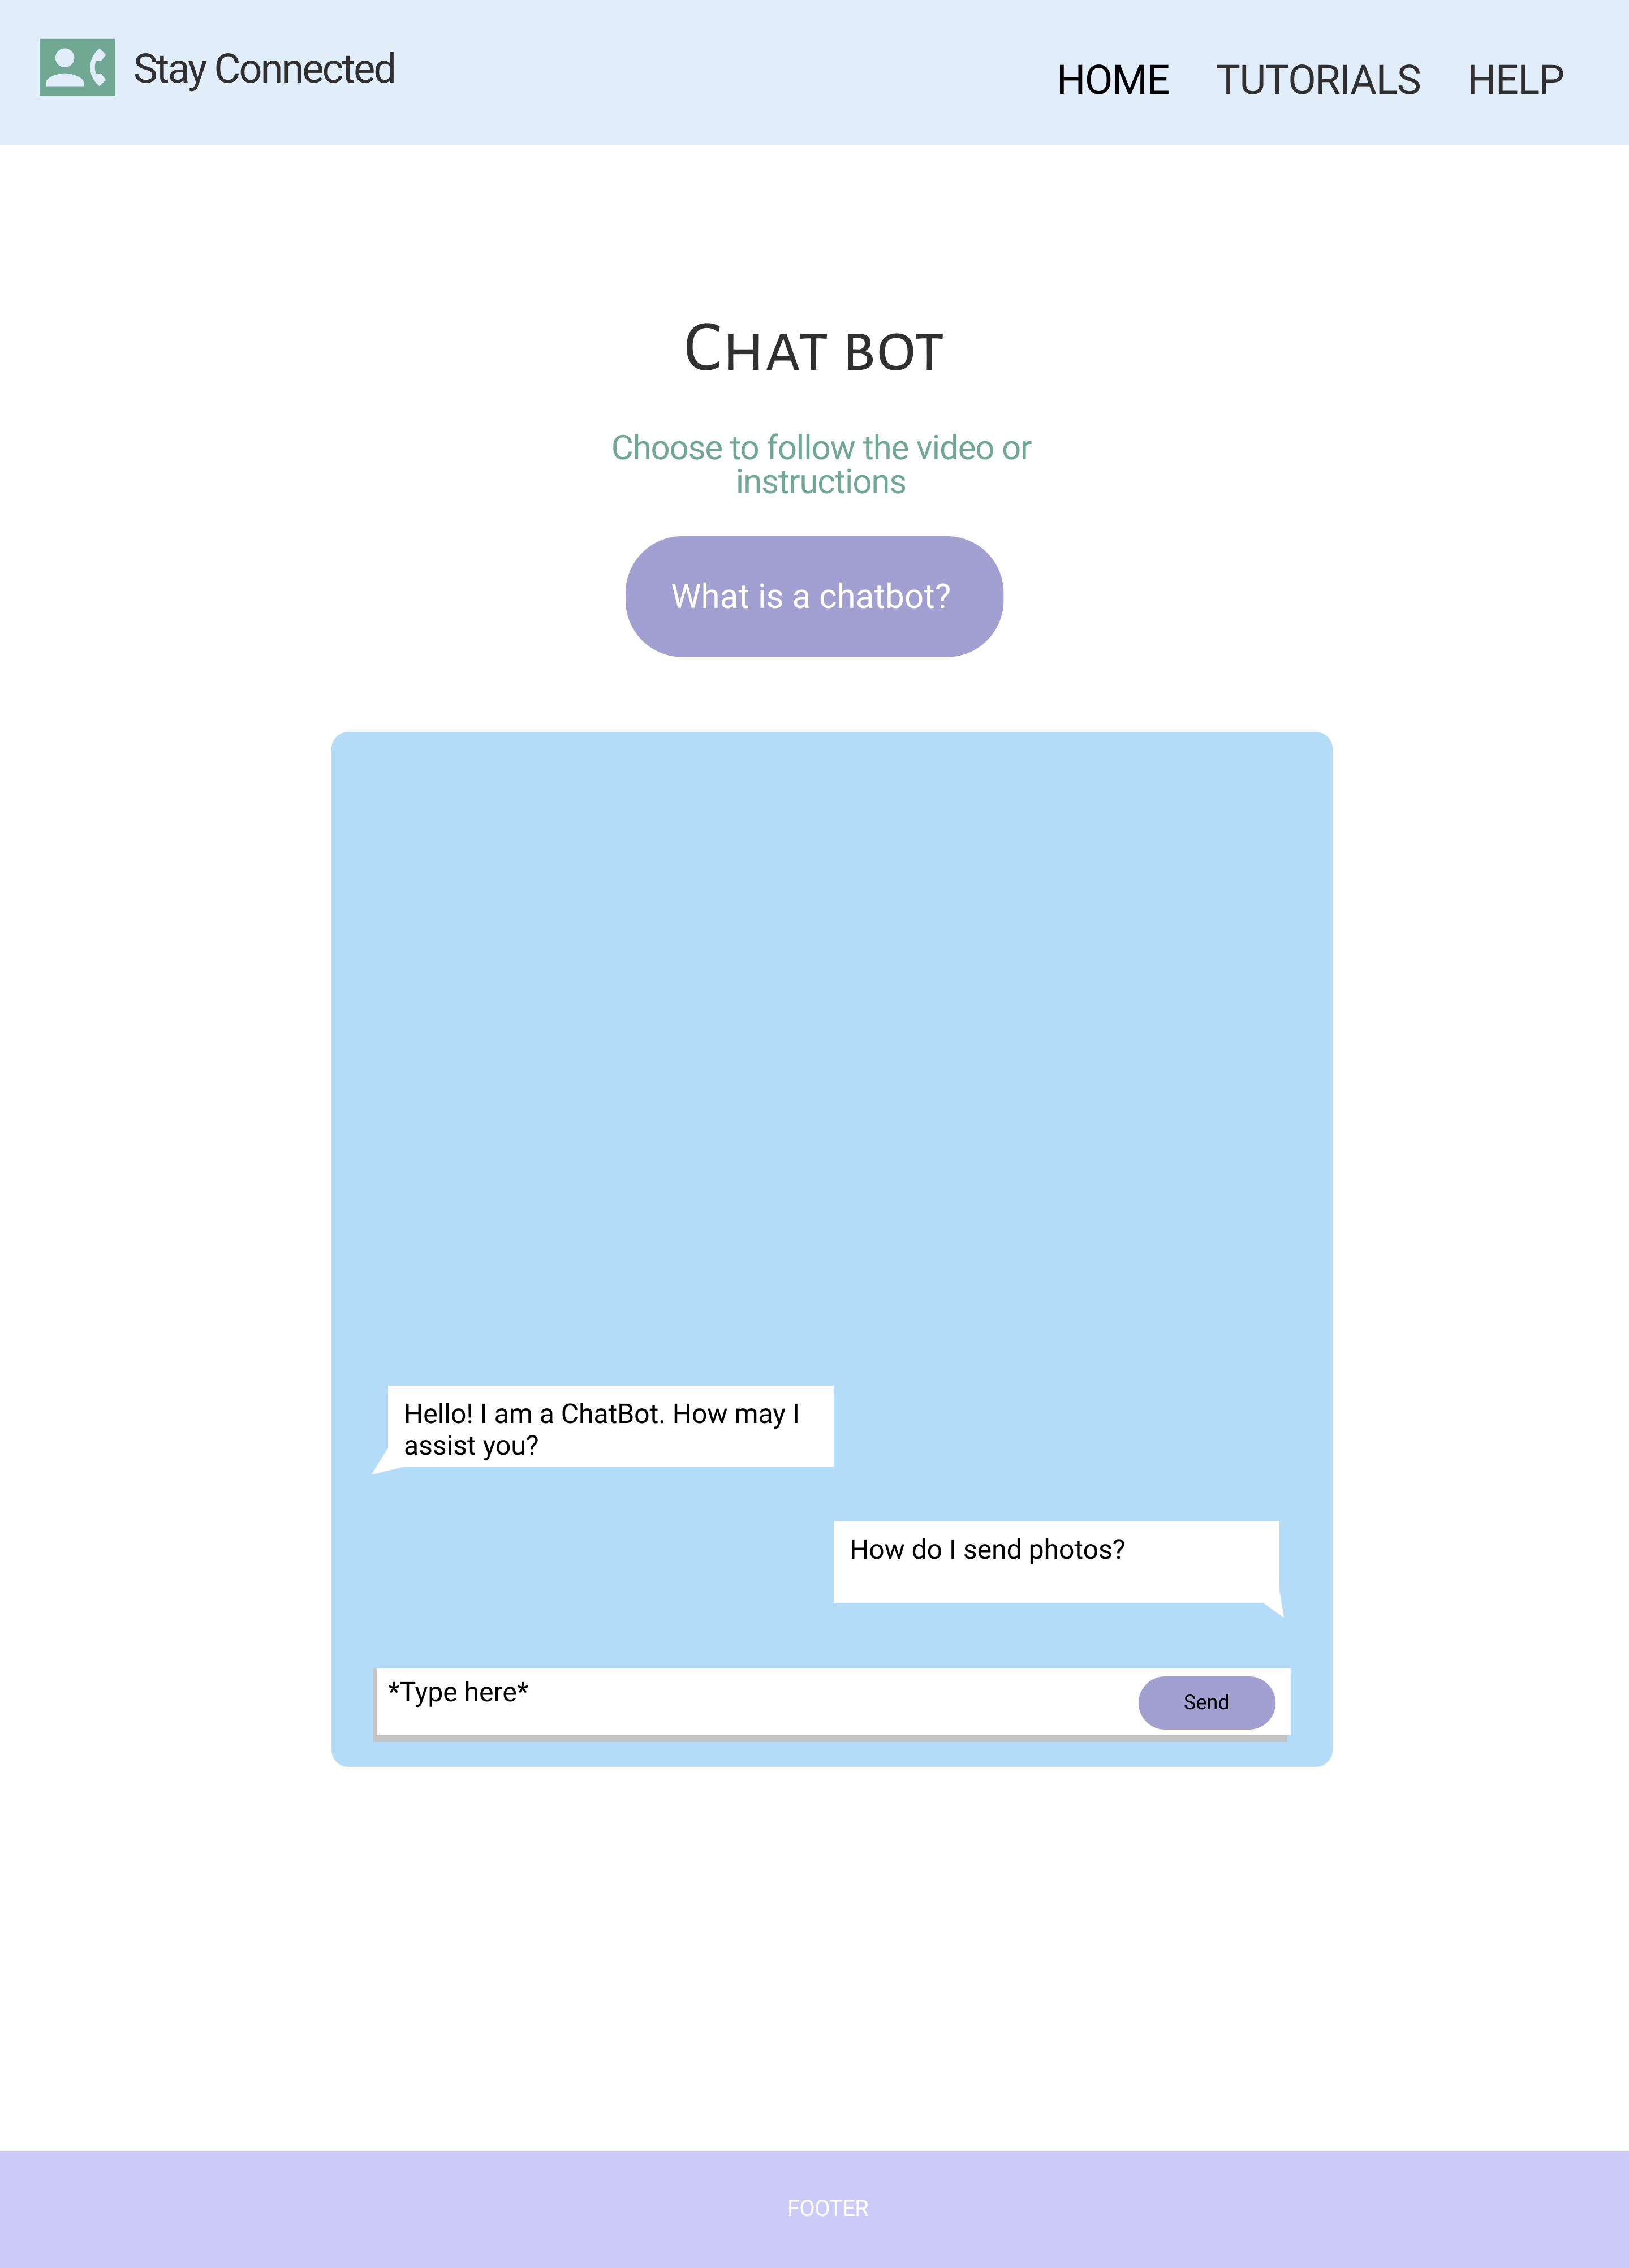 Stay Connected
HOME TUTORIALS HELP
Chat bot
Choose to follow the video or
instructions
What is a chatbot?
Hello! I am a ChatBot. How may I
assist you?
How do I send photos?
*Type here*
Send
FOOTER